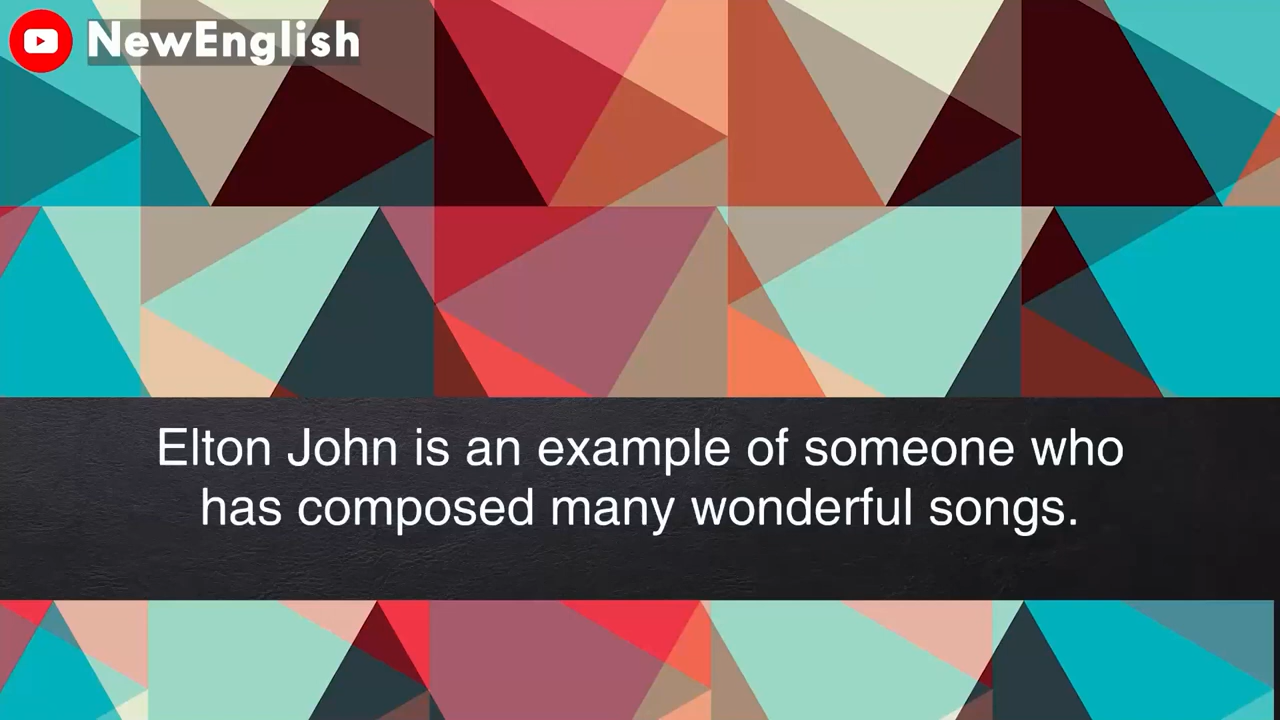 NewEnglish
Elton John is an example of someone who
has composed many wonderful songs.